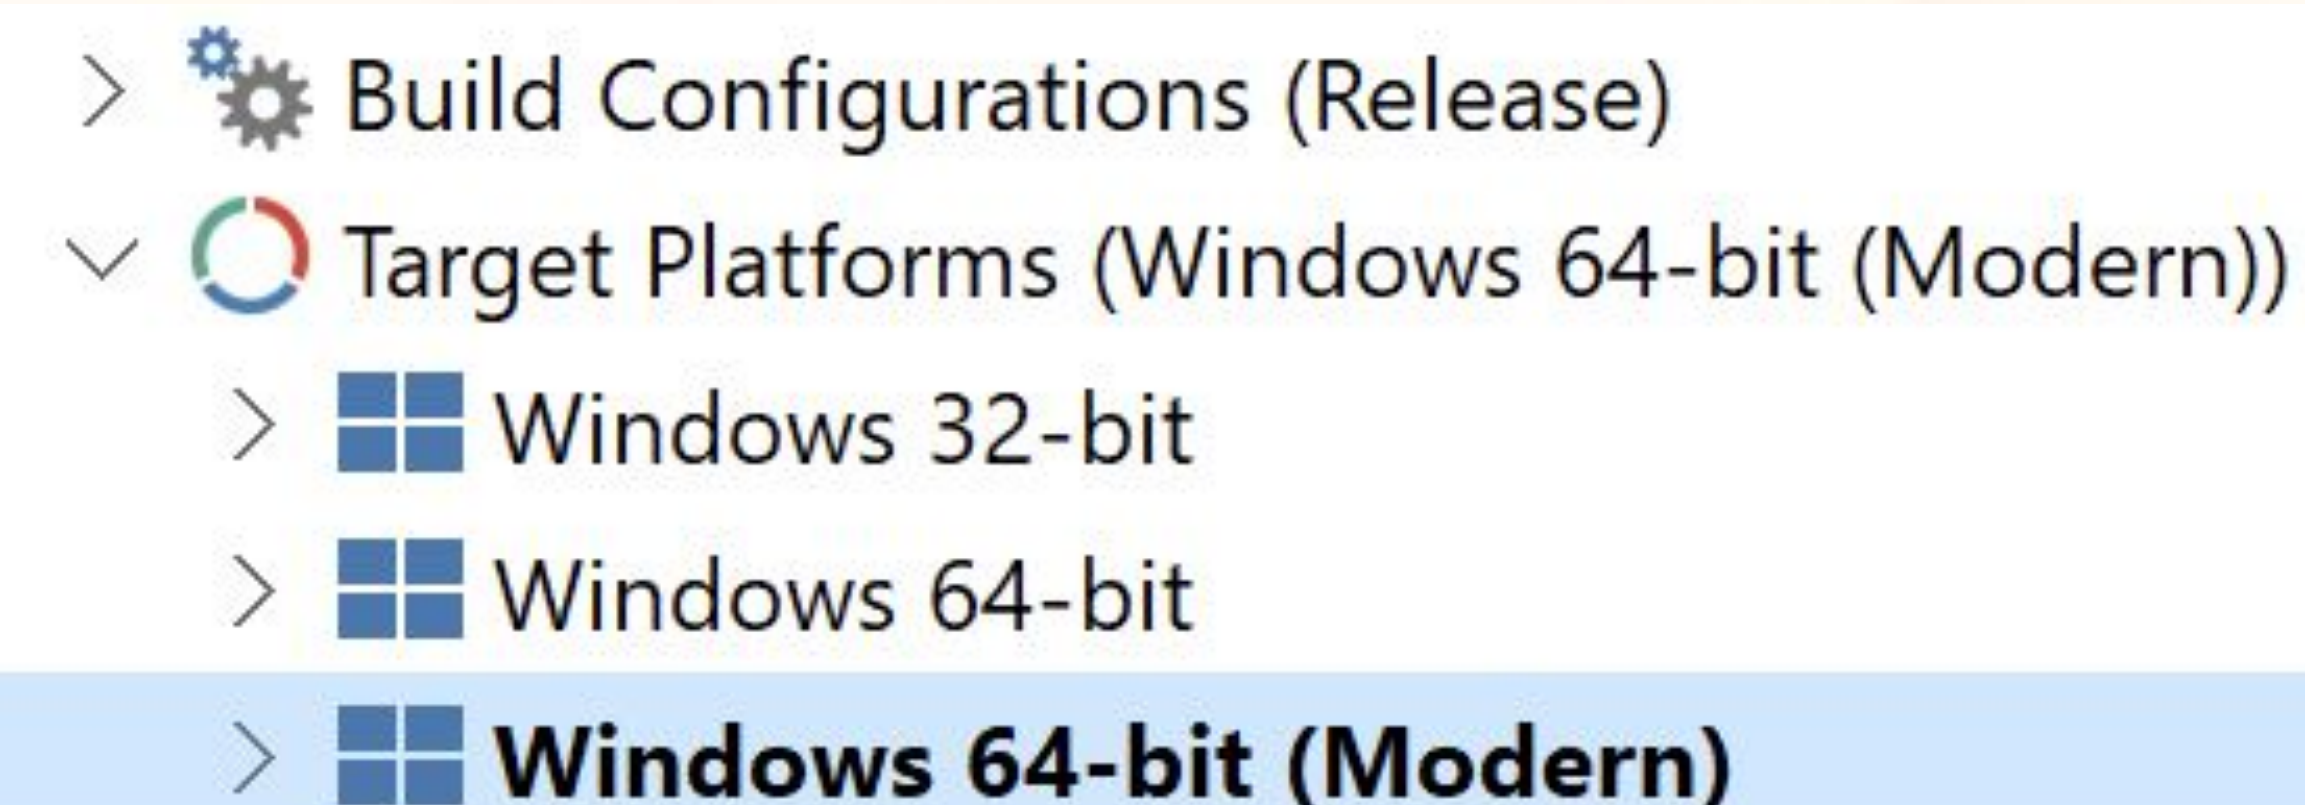 Build Configurations (Release)
Target Platforms (Windows 64-bit (Modern))
Windows 32-bit
Windows 64-bit
Windows 64-bit (Modern)